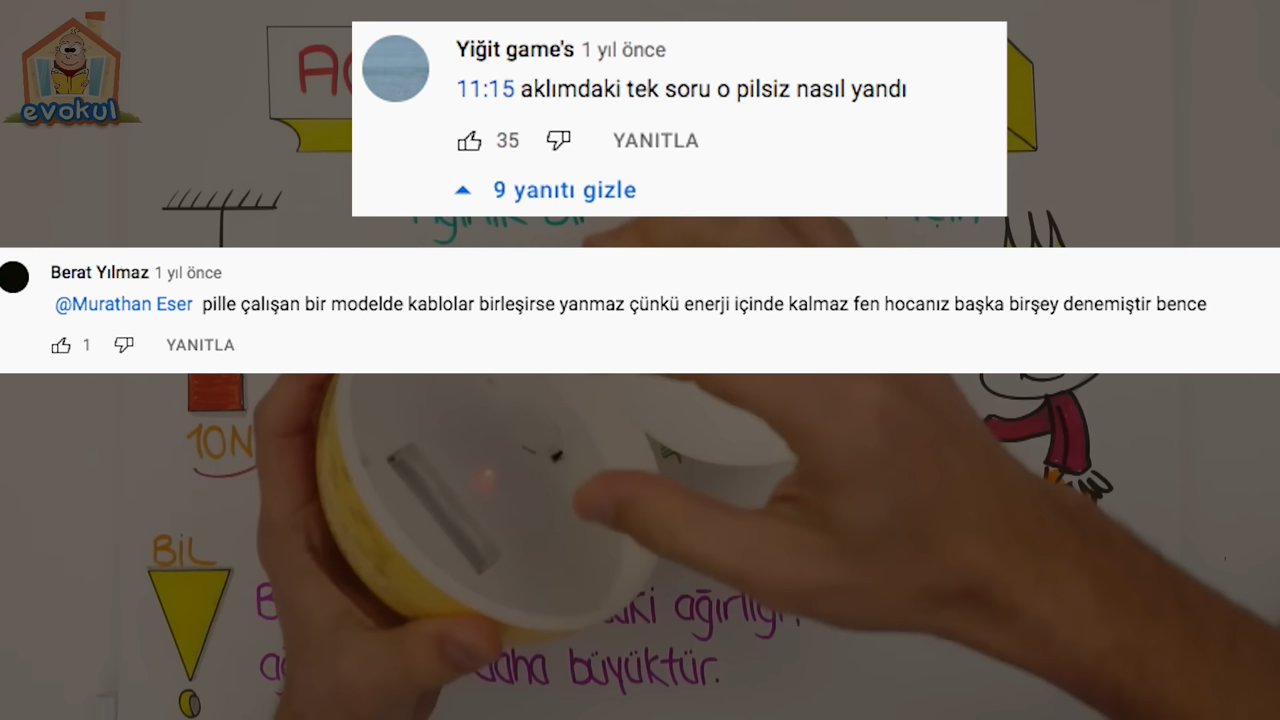 evokul
Yiğit game's 1 yıl önce
11:15 aklımdaki tek soru o pilsiz nasıl yandı
35 YANITLA
9 yanıtı gizle
Berat Yılmaz 1 yıl önce
@Murathan Eser pille çalışan bir modelde kablolar birleşirse yanmaz çünkü enerji içinde kalmaz fen hocanız başka birşey denemiştir bence
1 YANITLA
10N
BİL
ağırlığı,
daha büyüktür.